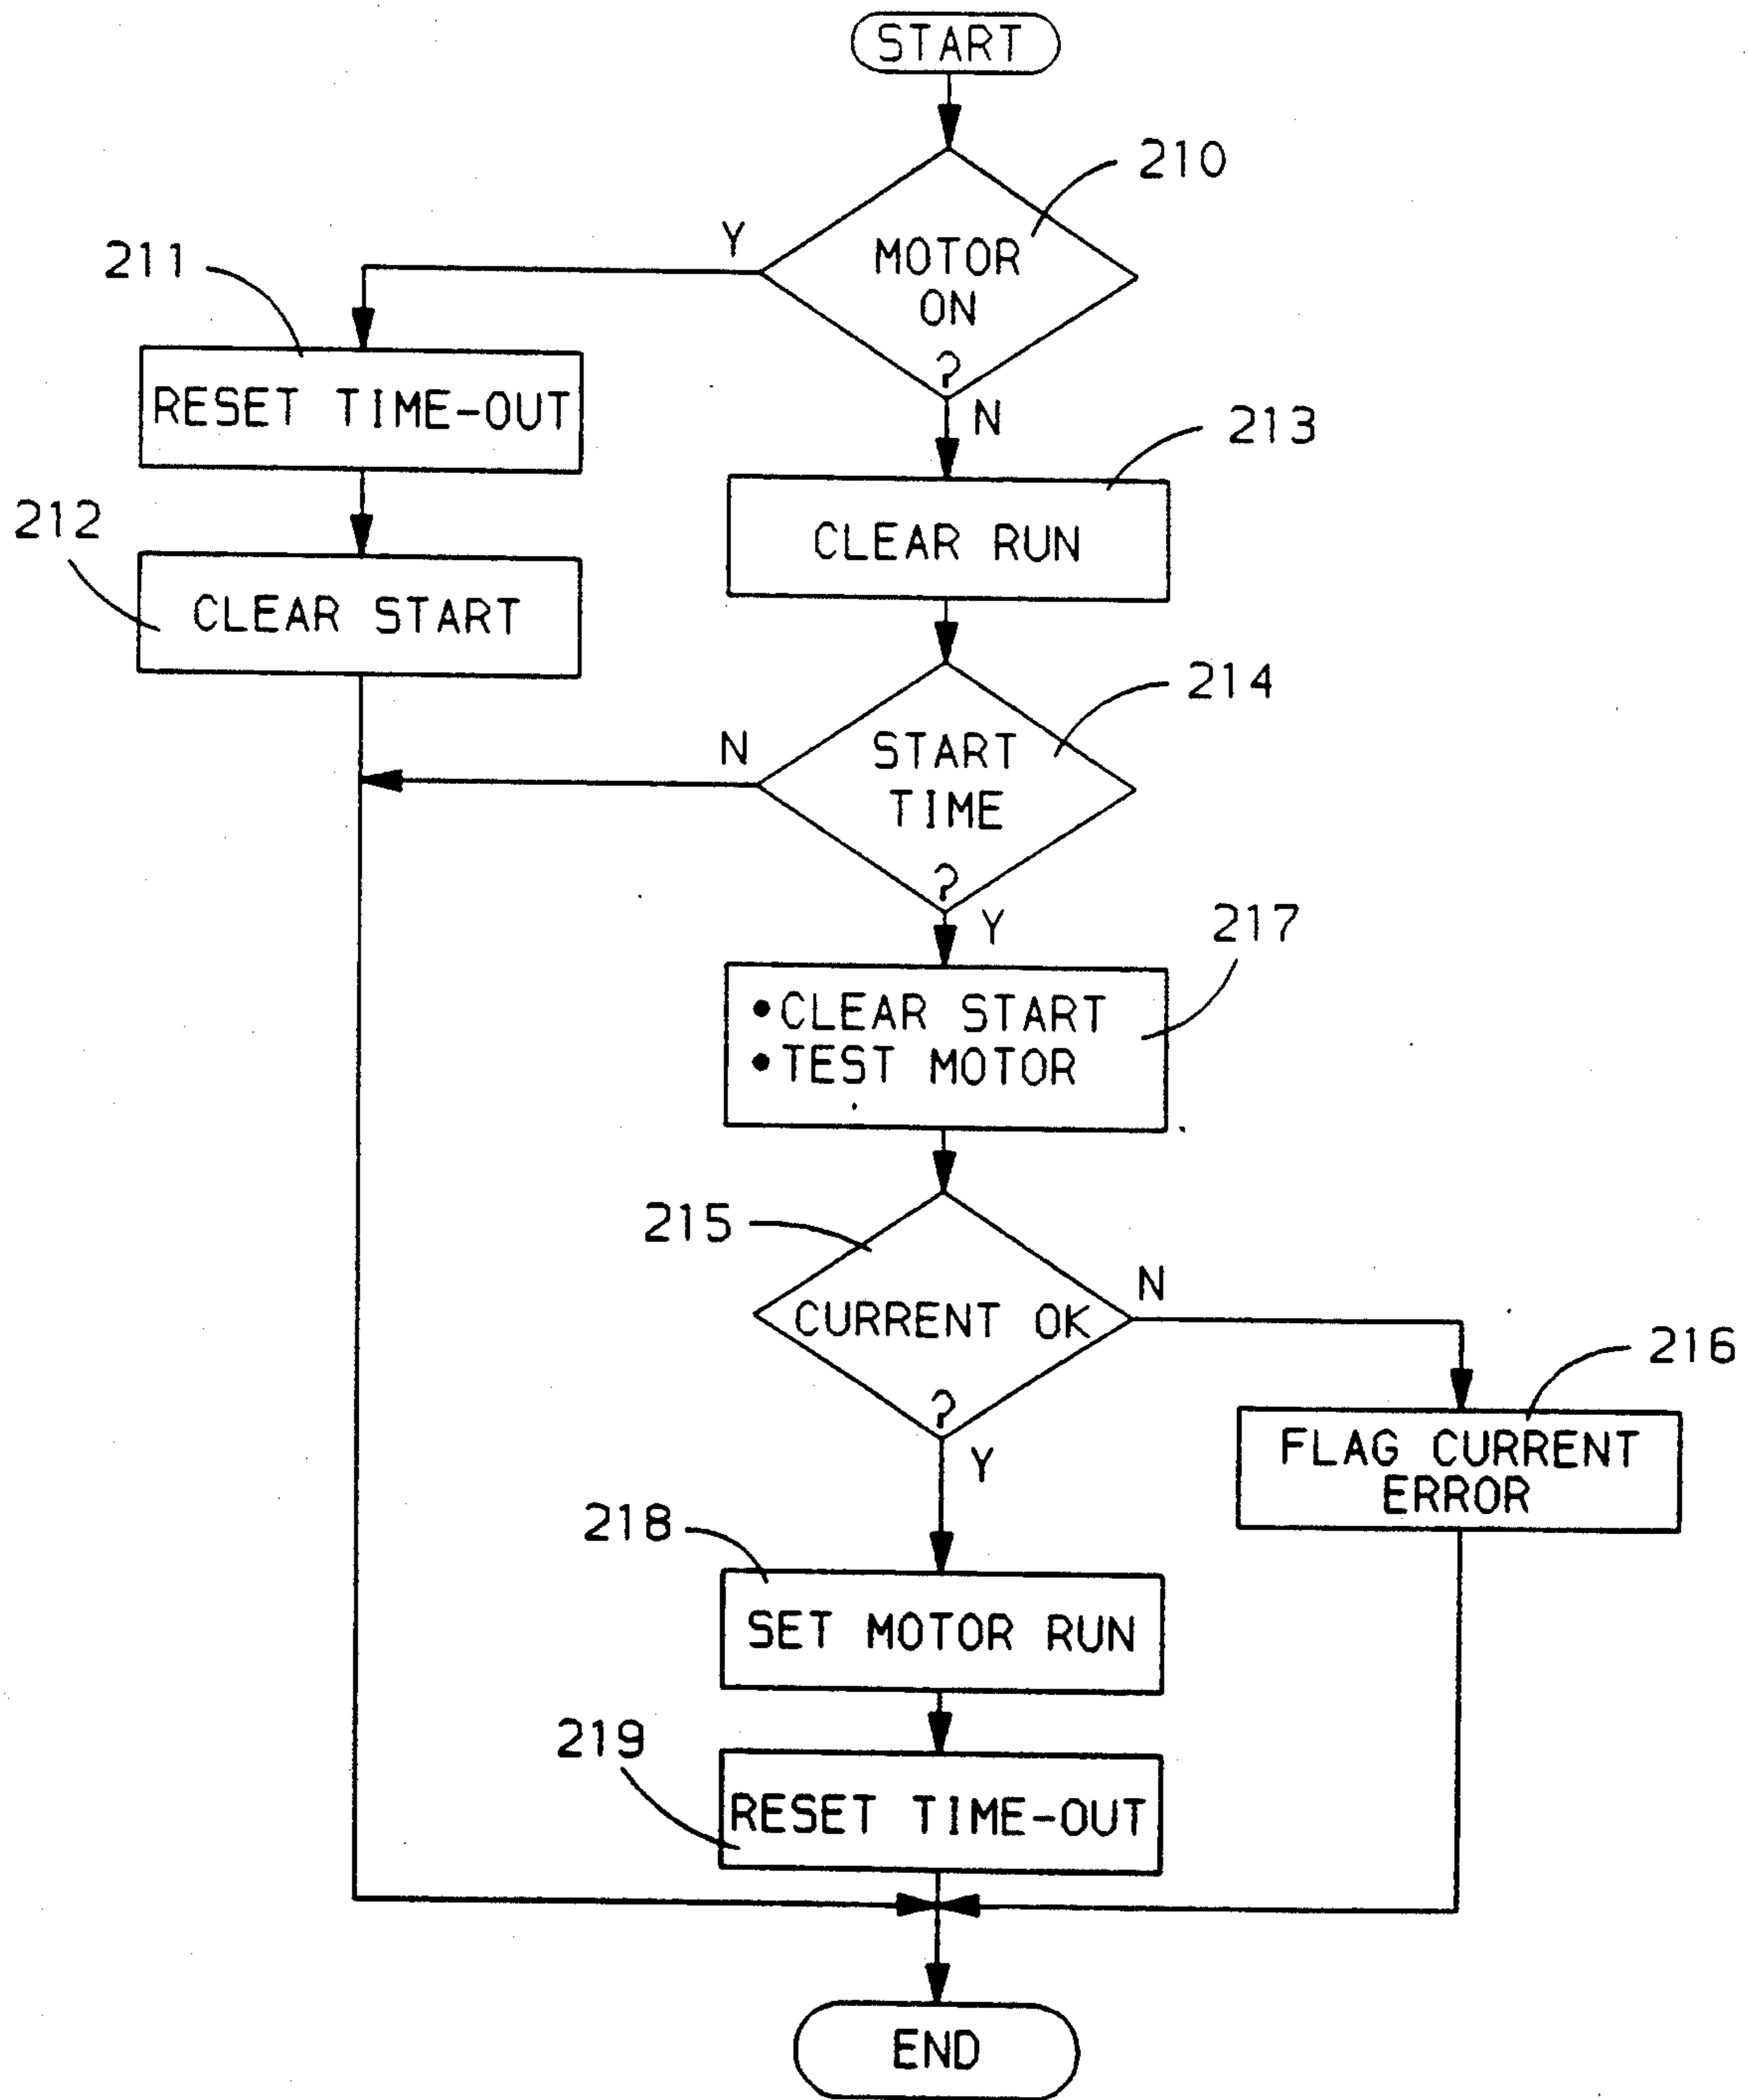 START
210
Y
MOTOR
ON
?
211
RESET TIME-OUT
N
213
212
CLEAR RUN
CLEAR START
214
N
START
TIME
?
Y
217
•CLEAR START
•TEST MOTOR
215
N
CURRENT OK
?
216
Y
FLAG CURRENT
ERROR
218
SET MOTOR RUN
219
RESET TIME-OUT
END